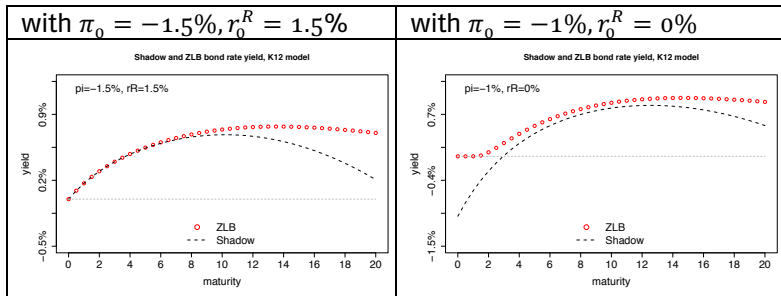 with π₀ = −1.5%, r₀ᴿ = 1.5%
with π₀ = −1%, r₀ᴿ = 0%
Shadow and ZLB bond rate yield, K12 model
pi=−1.5%, rR=1.5%
yield
0.9%
0.2%
−0.5%
ZLB
Shadow
0 2 4 6 8 10 12 14 16 18 20
maturity
Shadow and ZLB bond rate yield, K12 model
pi=−1%, rR=0%
yield
0.7%
−0.4%
−1.5%
ZLB
Shadow
0 2 4 6 8 10 12 14 16 18 20
maturity